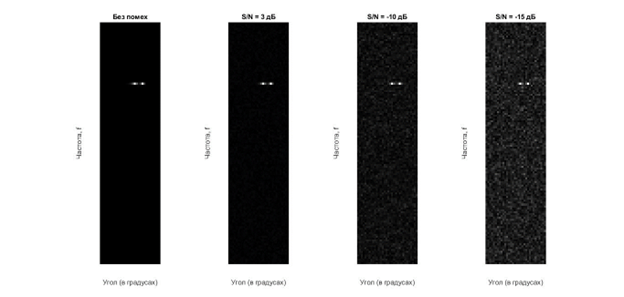 Без помех
S/N = 3 дБ
S/N = -10 дБ
S/N = -15 дБ
Частота, f
Частота, f
Частота, f
Частота, f
Угол (в градусах)
Угол (в градусах)
Угол (в градусах)
Угол (в градусах)